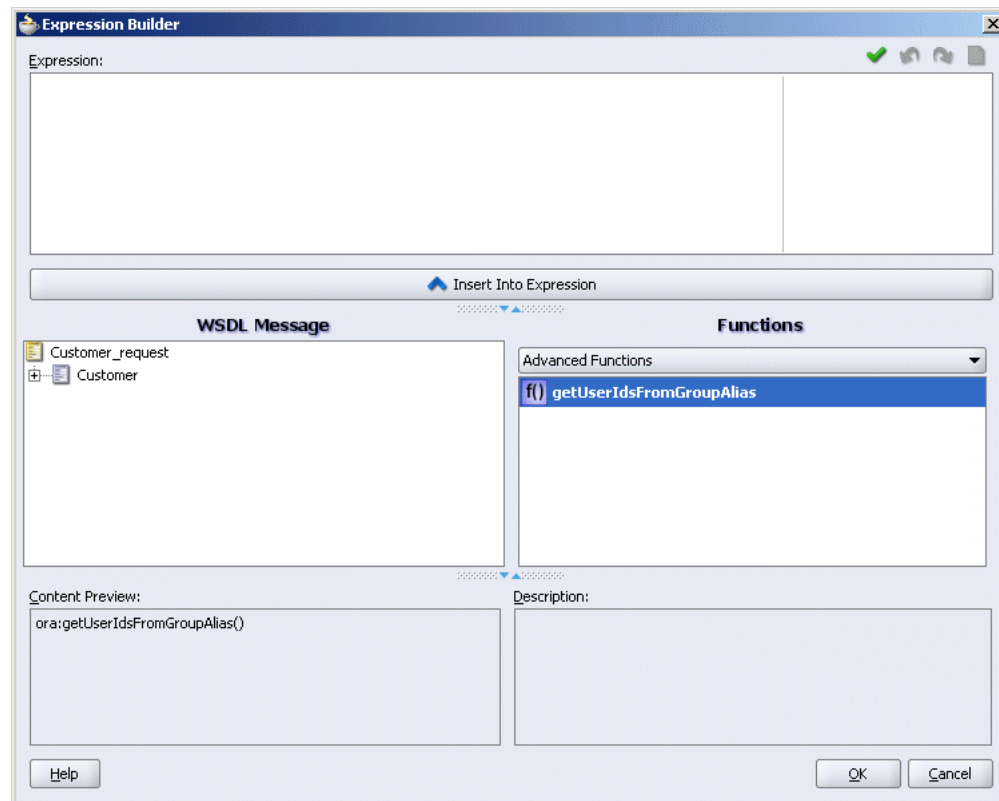 Expression Builder
Expression:
Insert Into Expression
WSDL Message
Functions
Customer_request
Customer
Advanced Functions
f() getUserIdsFromGroupAlias
Content Preview:
Description:
ora:getUserIdsFromGroupAlias()
Help
OK
Cancel